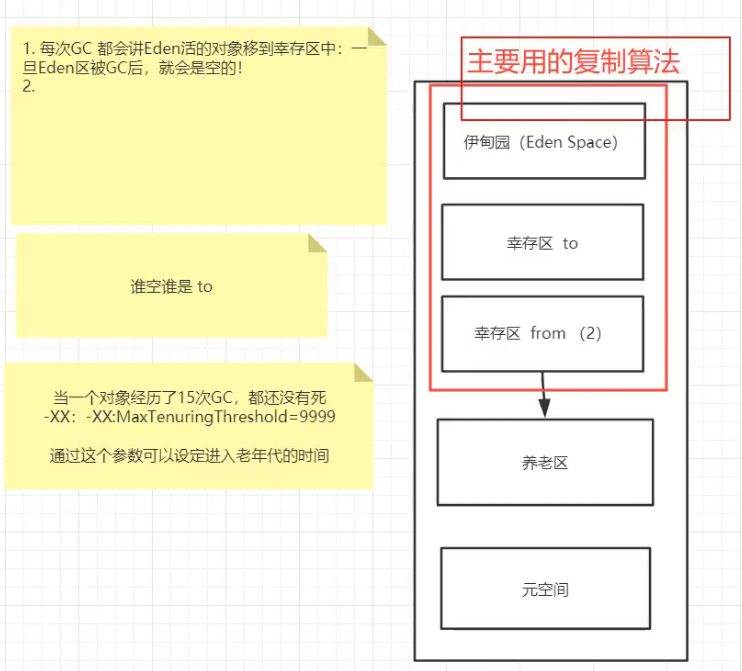 1. 每次GC 都会讲Eden活的对象移到幸存区中：一
旦Eden区被GC后，就会是空的！
2.
谁空谁是 to
当一个对象经历了15次GC，都还没有死
-XX：-XX:MaxTenuringThreshold=9999
通过这个参数可以设定进入老年代的时间
主要用的复制算法
伊甸园（Eden Space）
幸存区 to
幸存区 from （2）
养老区
元空间